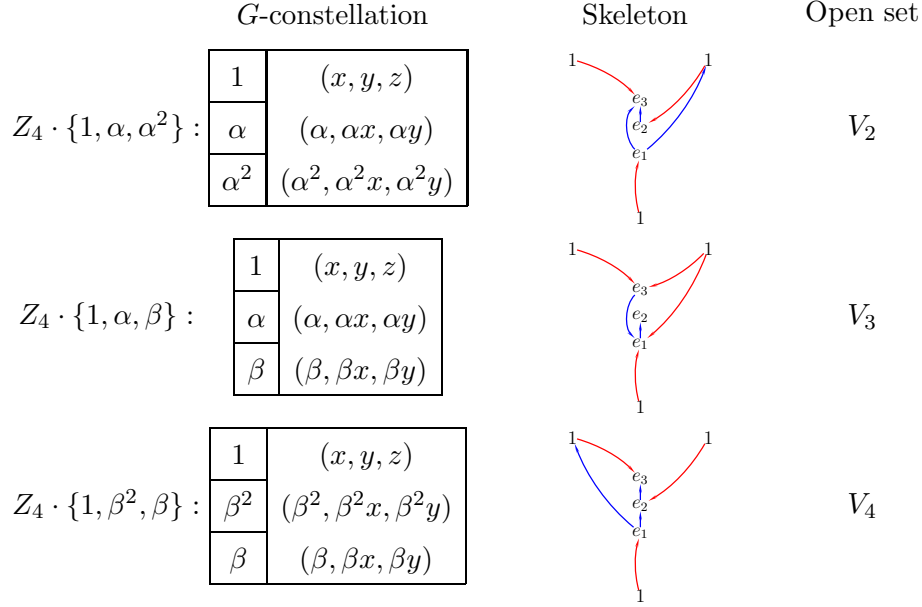 G-constellation Skeleton Open set
Z₄ · {1, α, α²} :
1 (x, y, z)
α (α, αx, αy)
α² (α², α²x, α²y)
1 1
e₃
e₂
e₁
1
V₂
Z₄ · {1, α, β} :
1 (x, y, z)
α (α, αx, αy)
β (β, βx, βy)
1 1
e₃
e₂
e₁
1
V₃
Z₄ · {1, β², β} :
1 (x, y, z)
β² (β², β²x, β²y)
β (β, βx, βy)
1 1
e₃
e₂
e₁
1
V₄